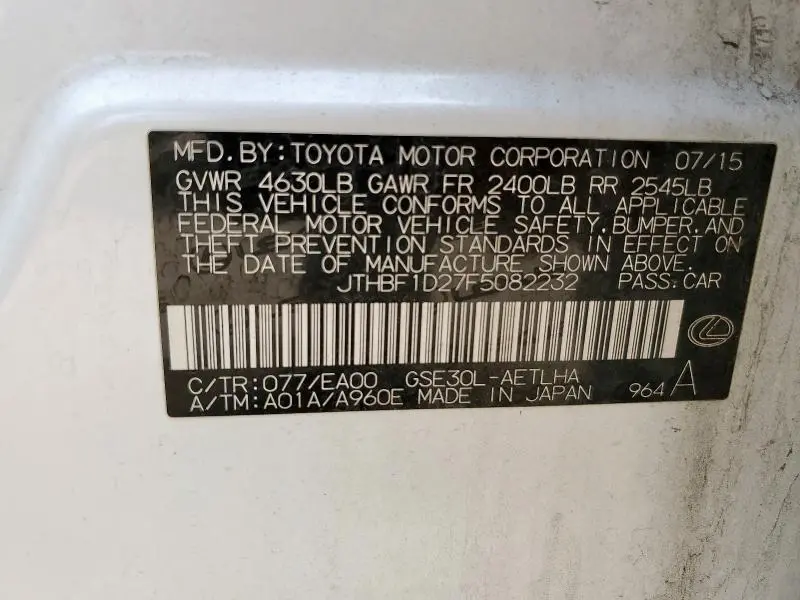 MFD.BY:TOYOTA MOTOR CORPORATION 07/15
GVWR 4630LB GAWR FR 2400LB RR 2545LB
THIS VEHICLE CONFORMS TO ALL APPLICABLE
FEDERAL MOTOR VEHICLE SAFETY,BUMPER,AND
THEFT PREVENTION STANDARDS IN EFFECT ON
THE DATE OF MANUFACTURE SHOWN ABOVE.
JTHBF1D27F5082232 PASS.CAR
C/TR:077/EA00 GSE30L-AETLHA
A/TM:A01A/A960E MADE IN JAPAN 964 A